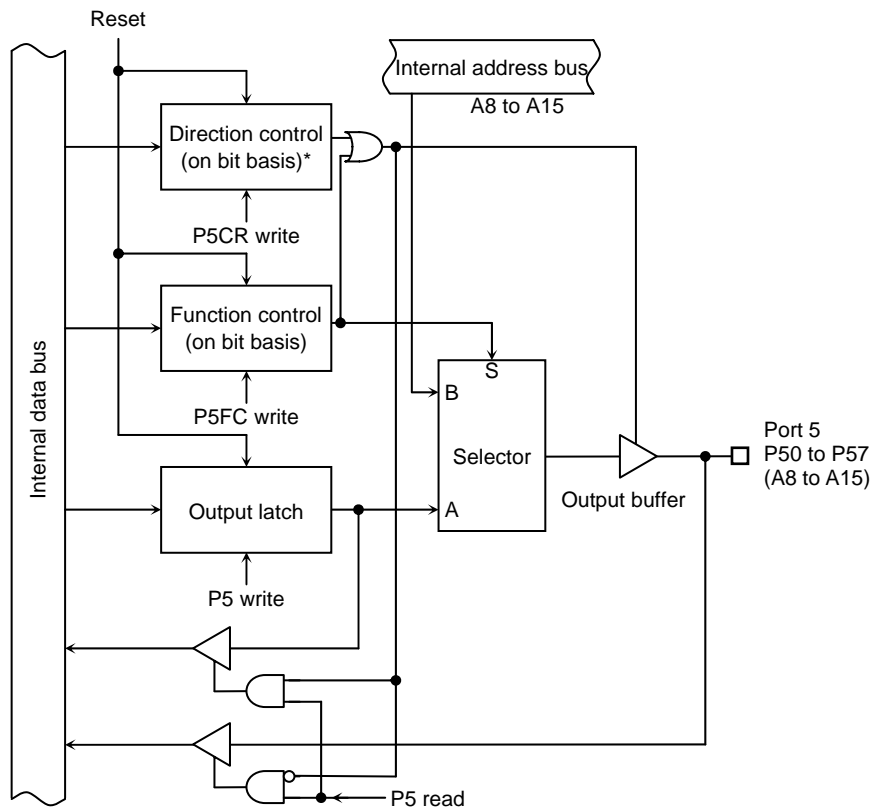 Reset
Internal address bus
A8 to A15
Direction control
(on bit basis)*
P5CR write
Function control
(on bit basis)
P5FC write
Internal data bus
S
B
Selector
A
Output latch
P5 write
Output buffer
Port 5
P50 to P57
(A8 to A15)
P5 read